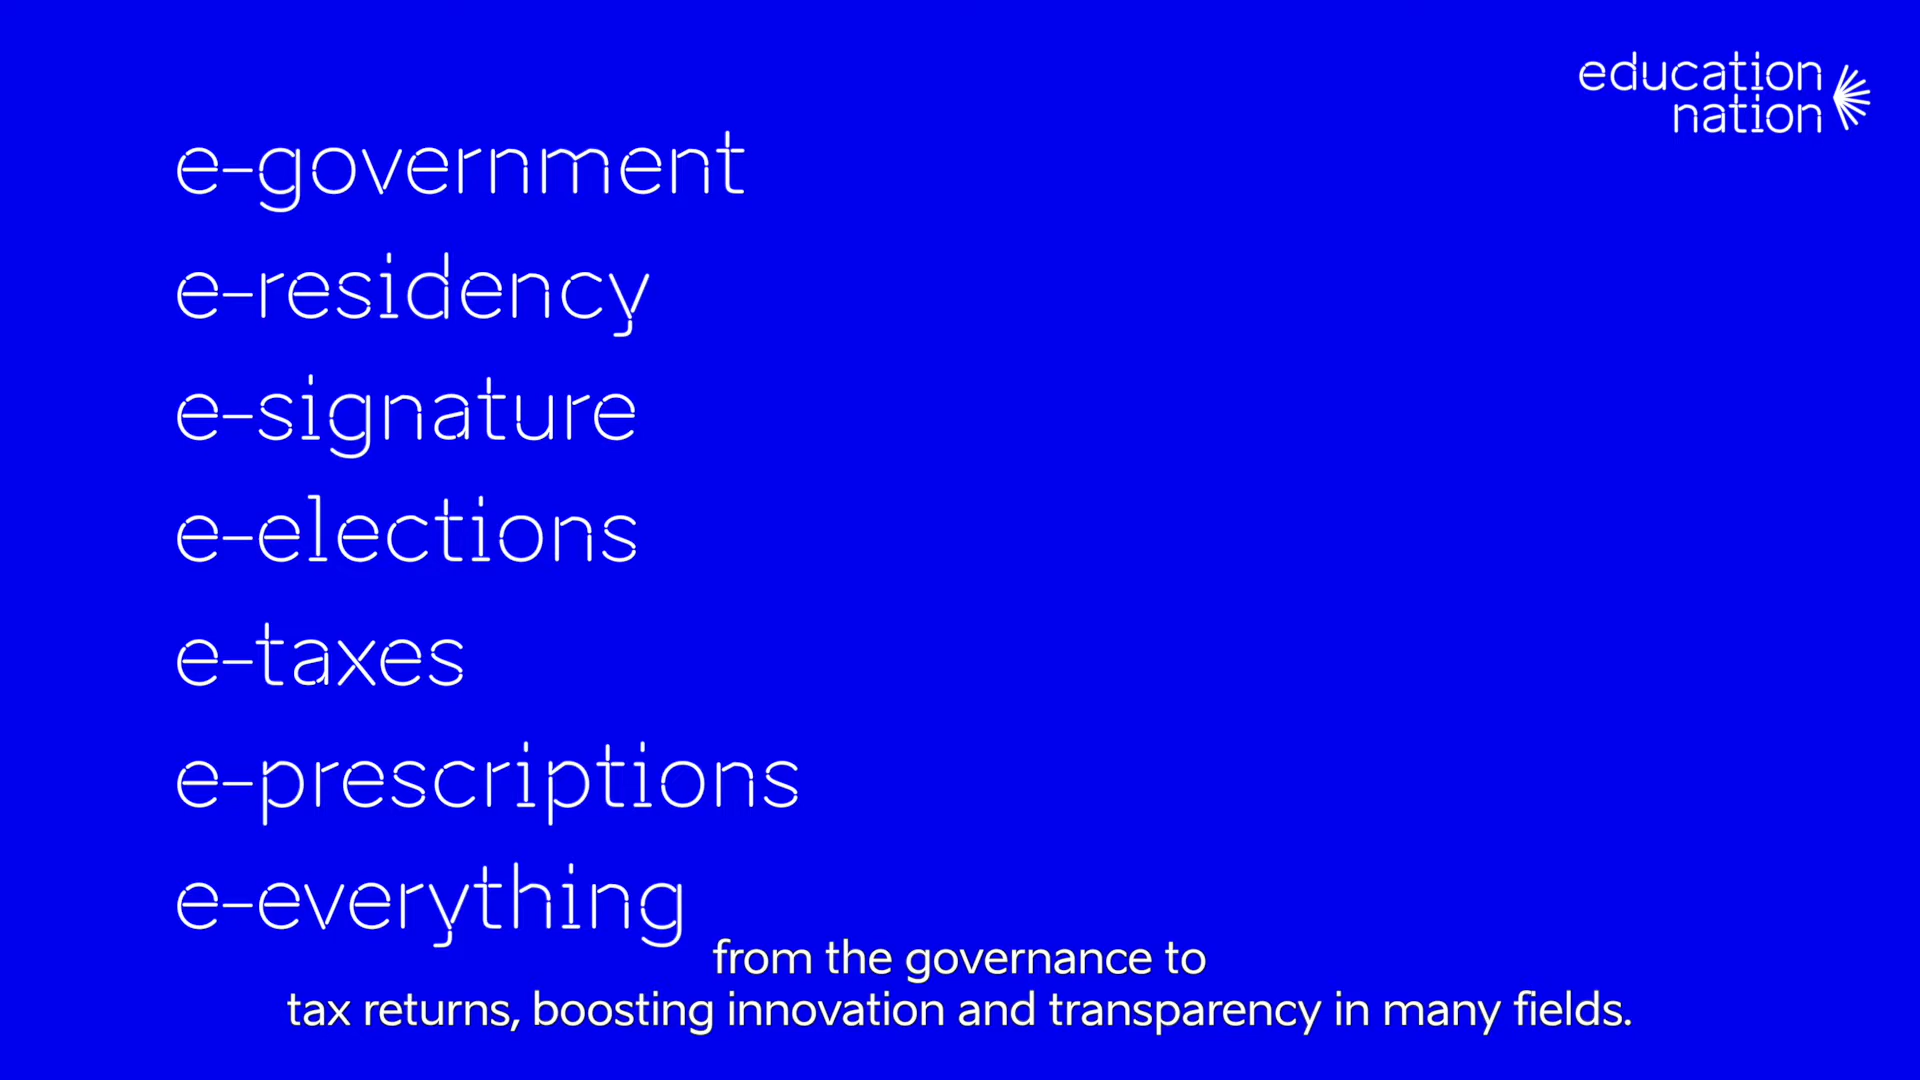 education
nation
e-government
e-residency
e-signature
e-elections
e-taxes
e-prescriptions
e-everything
from the governance to
tax returns, boosting innovation and transparency in many fields.